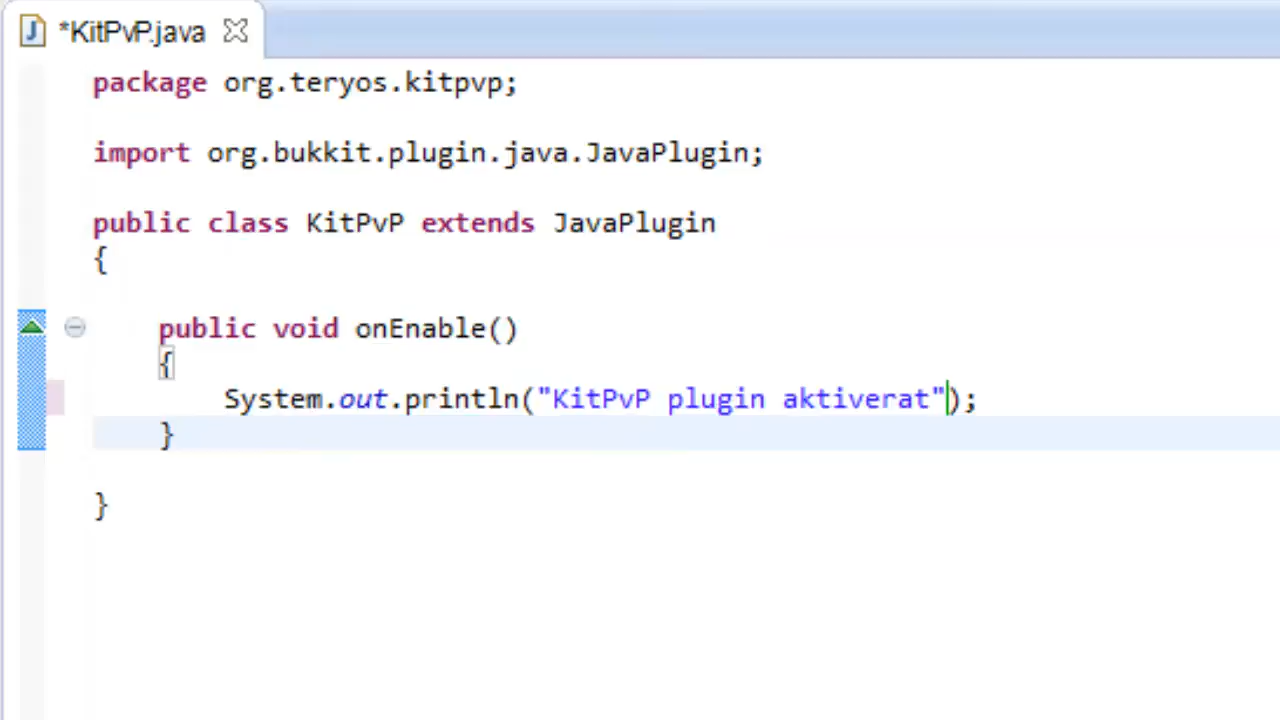 *KitPvP.java
package org.teryos.kitpvp;
import org.bukkit.plugin.java.JavaPlugin;
public class KitPvP extends JavaPlugin
{
public void onEnable()
{
System.out.println("KitPvP plugin aktiverat");
}
}